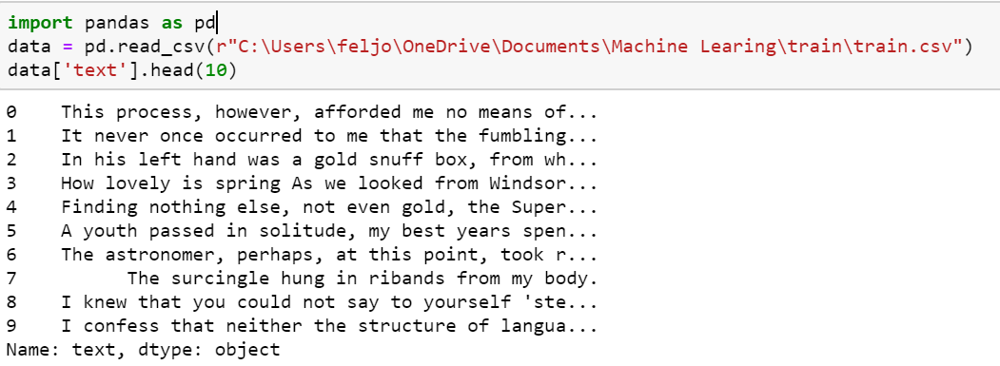 import pandas as pd
data = pd.read_csv(r"C:\Users\feljo\OneDrive\Documents\Machine Learing\train\train.csv")
data['text'].head(10)
0    This process, however, afforded me no means of...
1    It never once occurred to me that the fumbling...
2    In his left hand was a gold snuff box, from wh...
3    How lovely is spring As we looked from Windsor...
4    Finding nothing else, not even gold, the Super...
5    A youth passed in solitude, my best years spen...
6    The astronomer, perhaps, at this point, took r...
7          The surcingle hung in ribands from my body.
8    I knew that you could not say to yourself 'ste...
9    I confess that neither the structure of langua...
Name: text, dtype: object